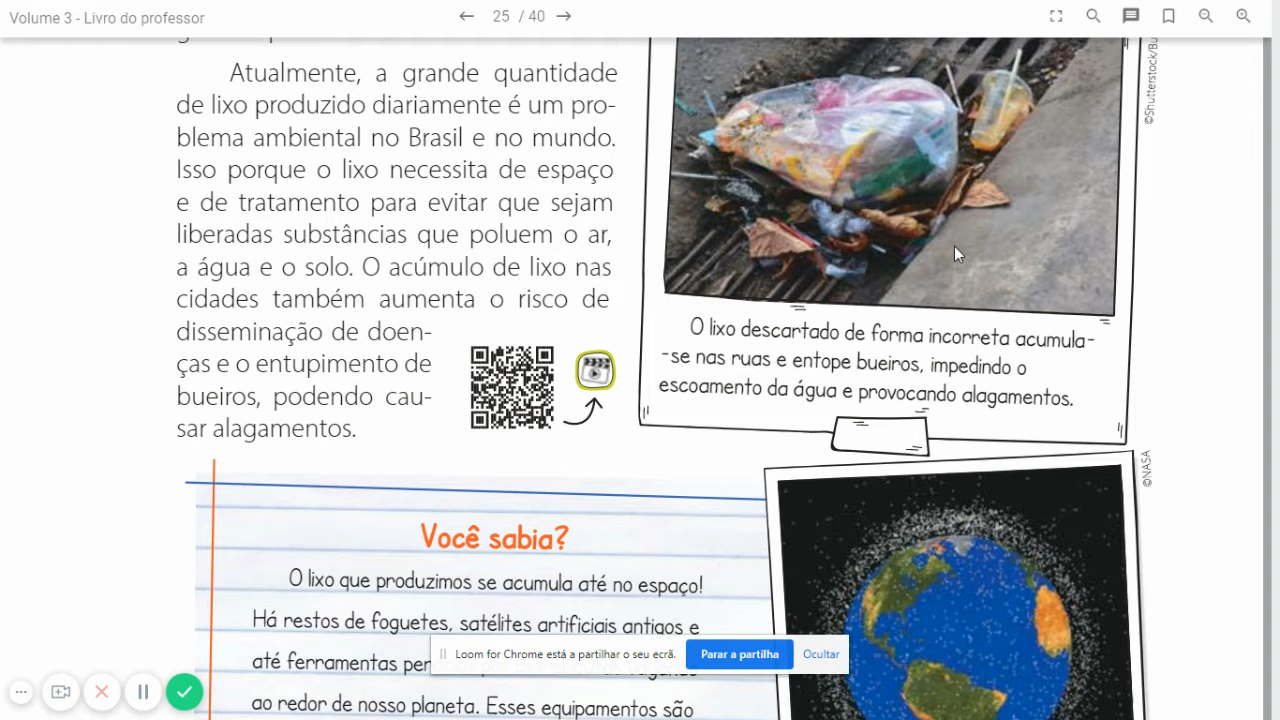 Volume 3 - Livro do professor
25 / 40
Atualmente, a grande quantidade
de lixo produzido diariamente é um pro-
blema ambiental no Brasil e no mundo.
Isso porque o lixo necessita de espaço
e de tratamento para evitar que sejam
liberadas substâncias que poluem o ar,
a água e o solo. O acúmulo de lixo nas
cidades também aumenta o risco de
disseminação de doen-
ças e o entupimento de
bueiros, podendo cau-
sar alagamentos.
©Shutterstock/Bu
O lixo descartado de forma incorreta acumula-
-se nas ruas e entope bueiros, impedindo o
escoamento da água e provocando alagamentos.
©NASA
Você sabia?
O lixo que produzimos se acumula até no espaço!
Há restos de foguetes, satélites artificiais antigos e
até ferramentas
ao redor de nosso planeta. Esses equipamentos são
Loom for Chrome está a partilhar o seu ecrã.
Parar a partilha
Ocultar